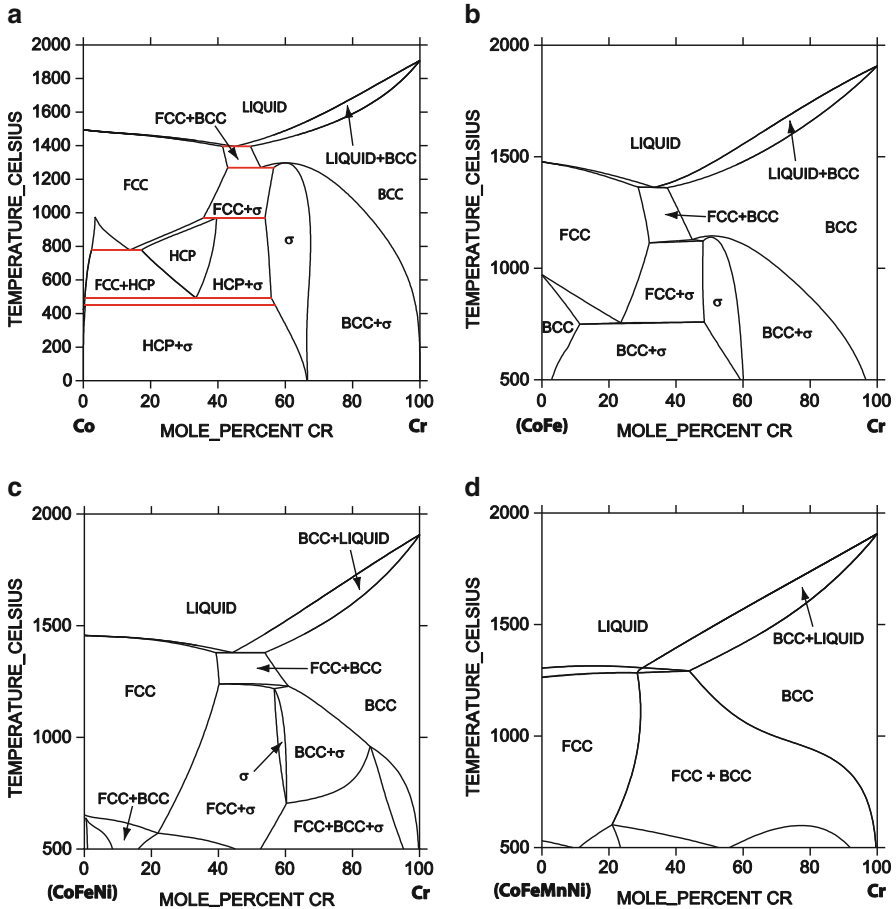 a
2000
1800
1600
1400
1200
1000
800
600
400
200
0
TEMPERATURE_CELSIUS
LIQUID
FCC+BCC
LIQUID+BCC
FCC
BCC
FCC+σ
σ
HCP
FCC+HCP
HCP+σ
BCC+σ
HCP+σ
0 20 40 60 80 100
Co
MOLE_PERCENT CR
Cr
b
2000
1500
1000
500
TEMPERATURE_CELSIUS
LIQUID
LIQUID+BCC
FCC+BCC
BCC
FCC
FCC+σ
σ
BCC
BCC+σ
BCC+σ
0 20 40 60 80 100
(CoFe)
MOLE_PERCENT CR
Cr
c
2000
1500
1000
500
TEMPERATURE_CELSIUS
BCC+LIQUID
LIQUID
FCC+BCC
FCC
BCC
BCC+σ
σ
FCC+BCC
FCC+σ
FCC+BCC+σ
0 20 40 60 80 100
(CoFeNi)
MOLE_PERCENT CR
Cr
d
2000
1500
1000
500
TEMPERATURE_CELSIUS
LIQUID
BCC+LIQUID
BCC
FCC
FCC + BCC
0 20 40 60 80 100
(CoFeMnNi)
MOLE_PERCENT CR
Cr